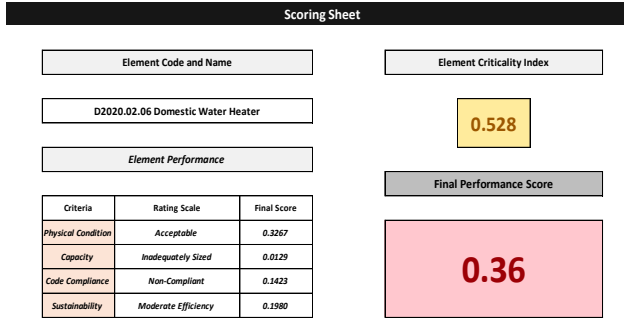 Scoring Sheet
Element Code and Name
Element Criticality Index
D2020.02.06 Domestic Water Heater
0.528
Element Performance
Final Performance Score
Criteria Rating Scale Final Score
Physical Condition Acceptable 0.3267
Capacity Inadequately Sized 0.0129
Code Compliance Non-Compliant 0.1423
Sustainability Moderate Efficiency 0.1980
0.36